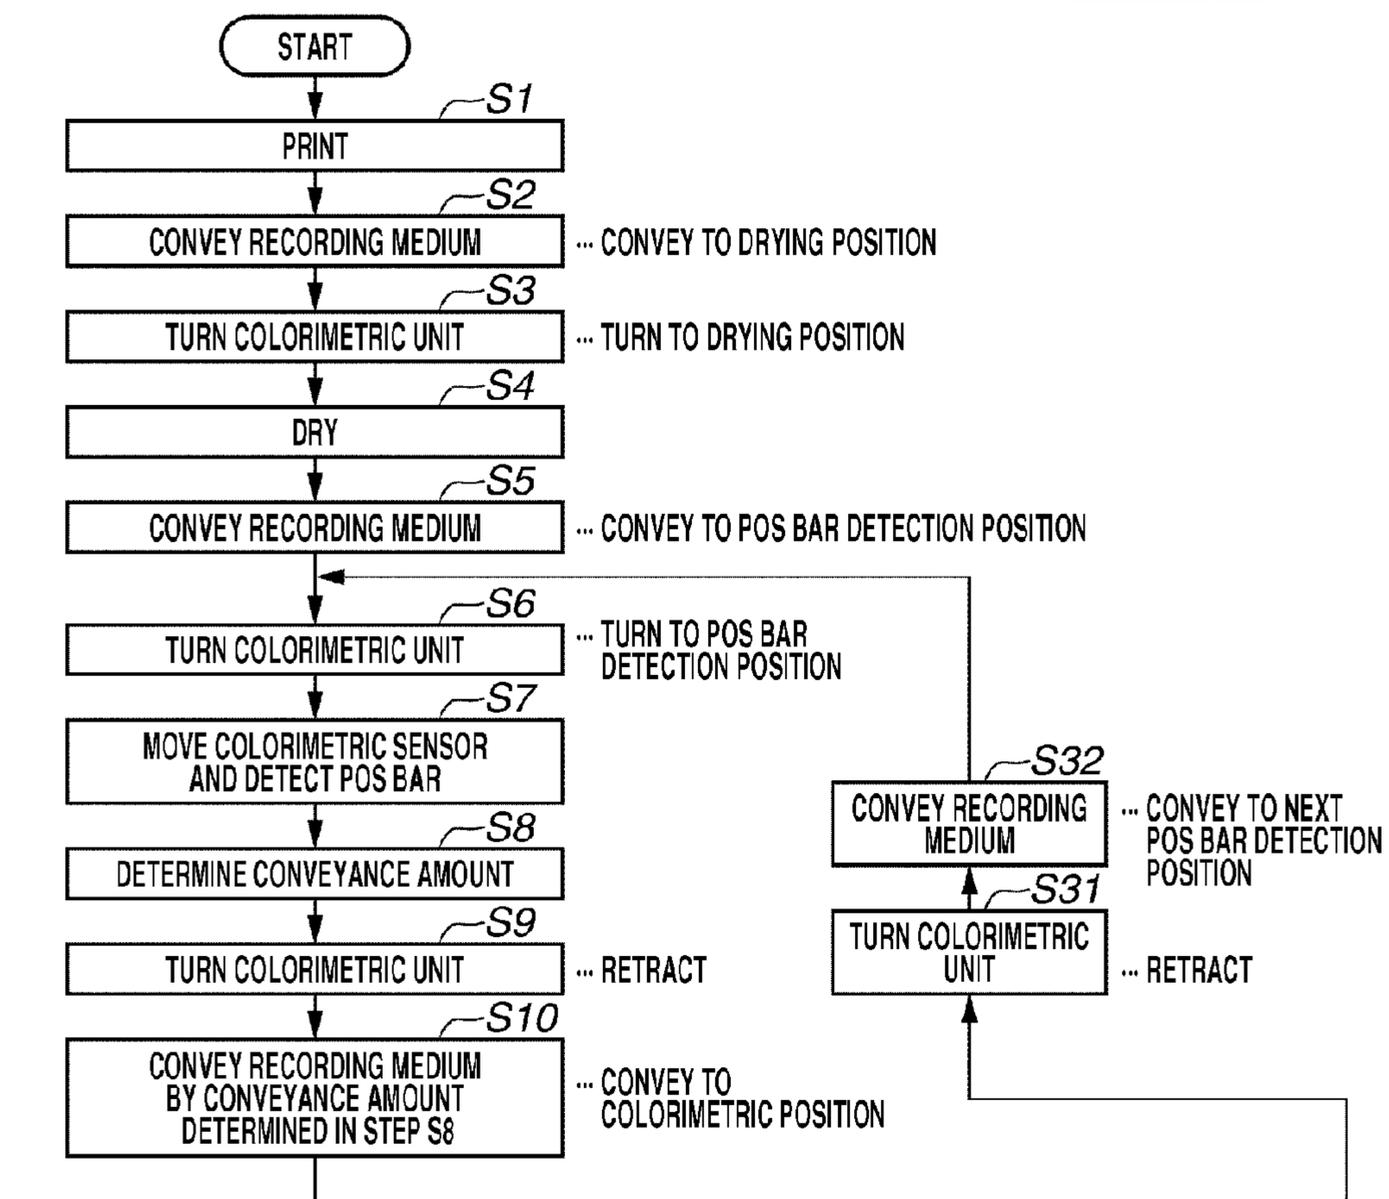 START
S1
PRINT
S2
CONVEY RECORDING MEDIUM
··· CONVEY TO DRYING POSITION
S3
TURN COLORIMETRIC UNIT
··· TURN TO DRYING POSITION
S4
DRY
S5
CONVEY RECORDING MEDIUM
··· CONVEY TO POS BAR DETECTION POSITION
S6
TURN COLORIMETRIC UNIT
··· TURN TO POS BAR
DETECTION POSITION
S7
MOVE COLORIMETRIC SENSOR
AND DETECT POS BAR
S8
DETERMINE CONVEYANCE AMOUNT
S9
TURN COLORIMETRIC UNIT
··· RETRACT
S10
CONVEY RECORDING MEDIUM
BY CONVEYANCE AMOUNT
DETERMINED IN STEP S8
··· CONVEY TO
COLORIMETRIC POSITION
S32
CONVEY RECORDING
MEDIUM
··· CONVEY TO NEXT
POS BAR DETECTION
POSITION
S31
TURN COLORIMETRIC
UNIT
··· RETRACT